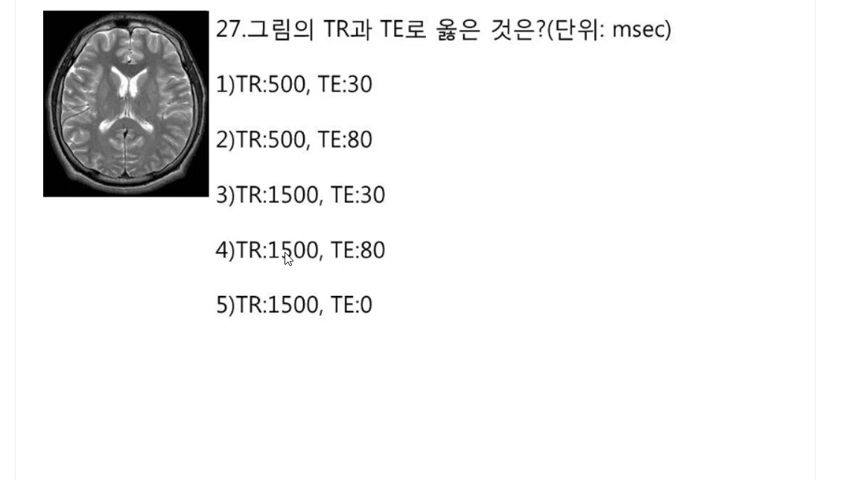 27.그림의 TR과 TE로 옳은 것은?(단위: msec)
1)TR:500, TE:30
2)TR:500, TE:80
3)TR:1500, TE:30
4)TR:1500, TE:80
5)TR:1500, TE:0